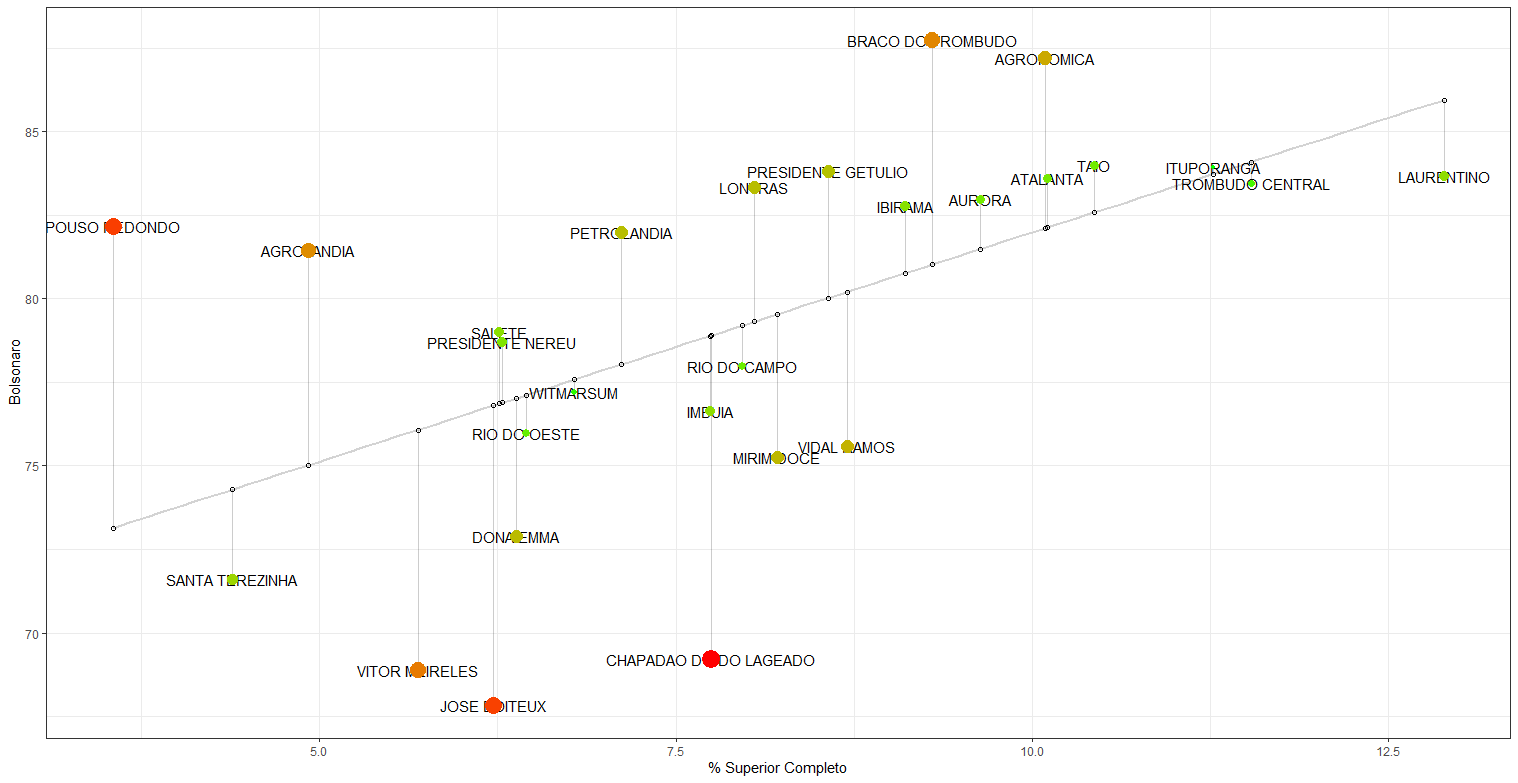 BRACO DO TROMBUDO
AGRONOMICA
85
TAIO
ITUPORANGA
PRESIDENTE GETULIO
LAURENTINO
ATALANTA
TROMBUDO CENTRAL
LONTRAS
AURORA
IBIRAMA
POUSO REDONDO
PETROLANDIA
AGROLANDIA
80
SALETE
PRESIDENTE NEREU
RIO DO CAMPO
WITMARSUM
IMBUIA
RIO DO OESTE
VIDAL RAMOS
MIRIM DOCE
75
DONA EMMA
SANTA TEREZINHA
70
CHAPADAO DO LAGEADO
VITOR MEIRELES
JOSE BOITEUX
Bolsonaro
5.0
7.5
10.0
12.5
% Superior Completo